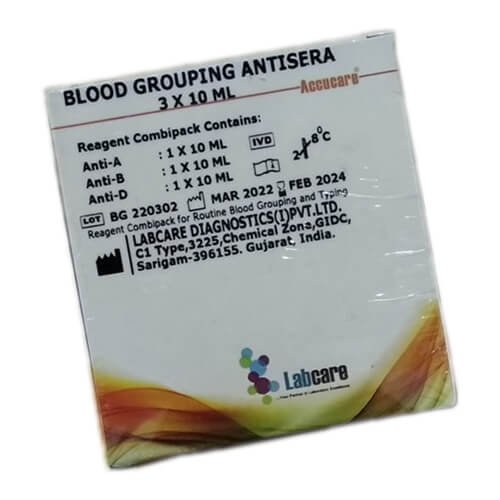 BLOOD GROUPING ANTISERA
3 X 10 ML
Accucare®
Reagent Combipack Contains:
Anti-A : 1 X 10 ML
Anti-B : 1 X 10 ML
Anti-D : 1 X 10 ML
IVD
2 8°C
LOT BG 220302 MAR 2022 FEB 2024
Reagent Combipack for Routine Blood Grouping and Typing
LABCARE DIAGNOSTICS(I)PVT.LTD.
C1 Type,3225,Chemical Zona,GIDC,
Sarigam-396155. Gujarat, India.
Labcare